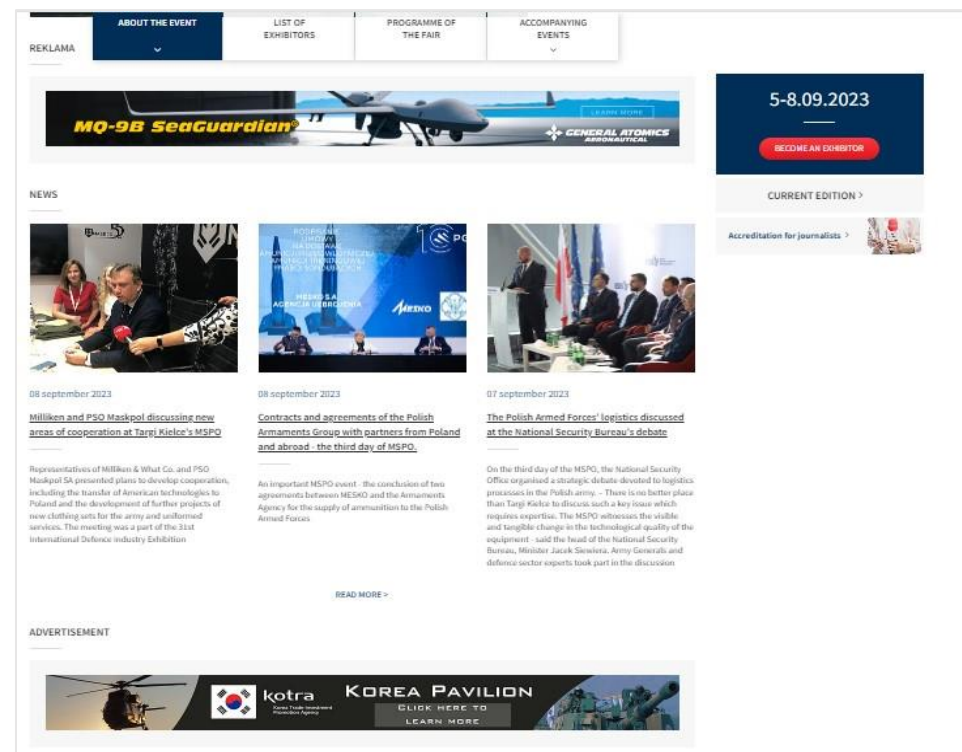 ABOUT THE EVENT
LIST OF
EXHIBITORS
PROGRAMME OF
THE FAIR
ACCOMPANYING
EVENTS
REKLAMA
MQ-9B SeaGuardian®
LEARN MORE
GENERAL ATOMICS
AERONAUTICAL
5-8.09.2023
BECOME AN EXHIBITOR
CURRENT EDITION >
Accreditation for journalists >
NEWS
PODPISANIE
UMOWY
NA DOSTAWĘ
MESKO S.A.
AGENCJA UZBROJENIA
MESKO
08 september 2023
Milliken and PSO Maskpol discussing new
areas of cooperation at Targi Kielce's MSPO
Representatives of Milliken & What Co. and PSO
Maskpol SA presented plans to develop cooperation,
including the transfer of American technologies to
Poland and the development of further projects of
new clothing sets for the army and uniformed
services. The meeting was a part of the 31st
International Defence industry Exhibition
08 september 2023
Contracts and agreements of the Polish
Armaments Group with partners from Poland
and abroad - the third day of MSPO.
An important MSPO event - the conclusion of two
agreements between MESKO and the Armaments
Agency for the supply of ammunition to the Polish
Armed Forces
07 september 2023
The Polish Armed Forces' logistics discussed
at the National Security Bureau's debate
On the third day of the MSPO, the National Security
Office organised a strategic debate devoted to logistics
processes in the Polish army. – There is no better place
than Targi Kielce to discuss such a key issue which
requires expertise. The MSPO witnesses the visible
and tangible change in the technological quality of the
equipment - said the head of the National Security
Bureau, Minister Jacek Siewiera. Army Generals and
defence sector experts took part in the discussion
READ MORE >
ADVERTISEMENT
kotra
Korea Trade-Investment
Promotion Agency
KOREA PAVILION
CLICK HERE TO
LEARN MORE